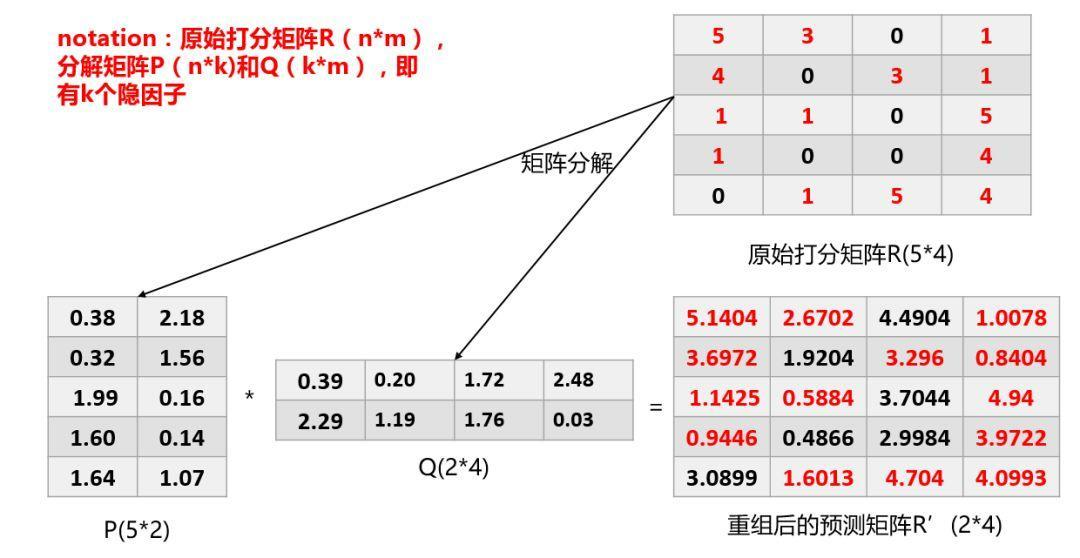 notation：原始打分矩阵R（n*m），
分解矩阵P（n*k)和Q（k*m），即
有k个隐因子
5 3 0 1
4 0 3 1
1 1 0 5
1 0 0 4
0 1 5 4
矩阵分解
原始打分矩阵R(5*4)
0.38 2.18
0.32 1.56
1.99 0.16
1.60 0.14
1.64 1.07
P(5*2)
*
0.39 0.20 1.72 2.48
2.29 1.19 1.76 0.03
Q(2*4)
=
5.1404 2.6702 4.4904 1.0078
3.6972 1.9204 3.296 0.8404
1.1425 0.5884 3.7044 4.94
0.9446 0.4866 2.9984 3.9722
3.0899 1.6013 4.704 4.0993
重组后的预测矩阵R’(2*4)